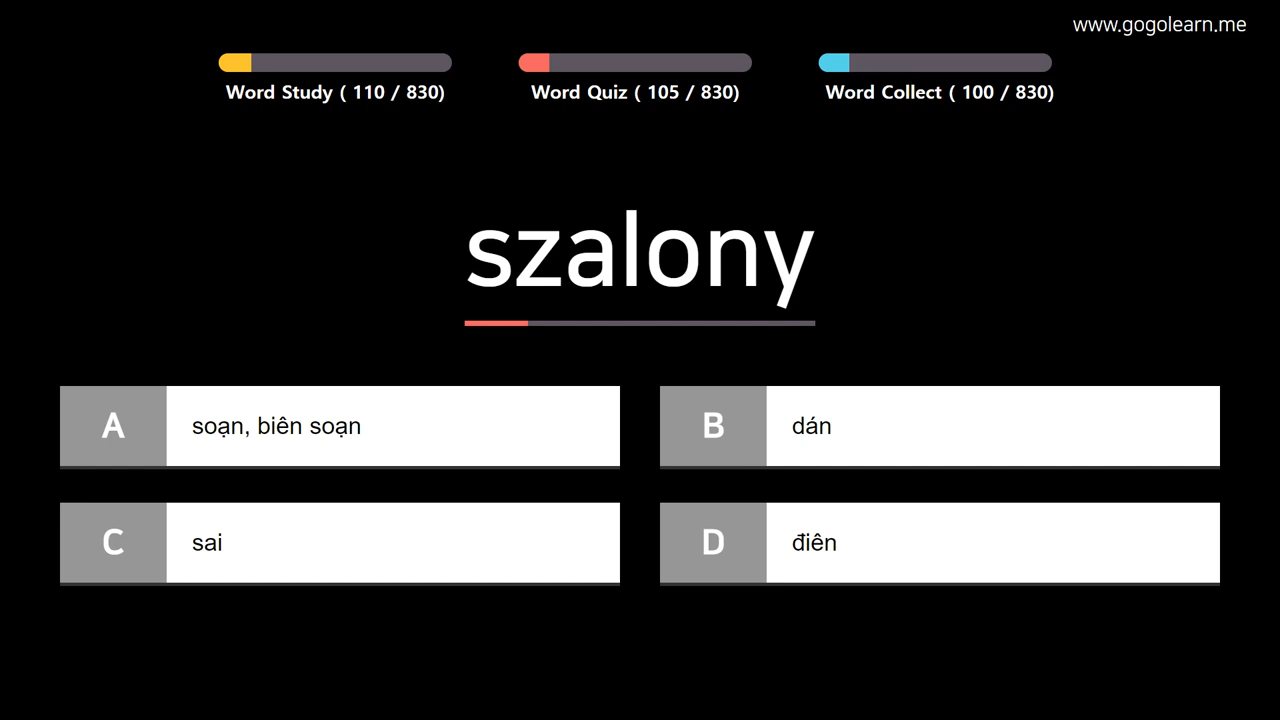 www.gogolearn.me
Word Study ( 110 / 830)
Word Quiz ( 105 / 830)
Word Collect ( 100 / 830)
szalony
A
soạn, biên soạn
B
dán
C
sai
D
điên